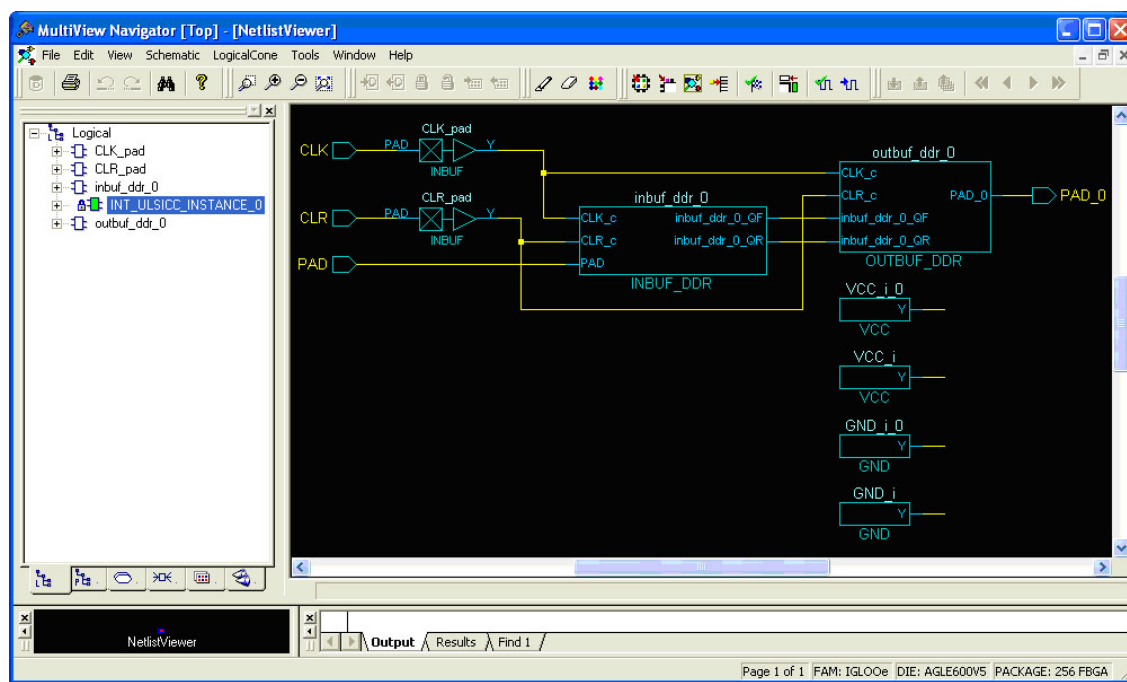 MultiView Navigator [Top] - [NetlistViewer]
File Edit View Schematic LogicalCone Tools Window Help
Logical
CLK_pad
CLR_pad
inbuf_ddr_0
INT_ULSICC_INSTANCE_0
outbuf_ddr_0
CLK
PAD
CLK_pad
Y
INBUF
CLR
PAD
CLR_pad
Y
INBUF
PAD
inbuf_ddr_0
CLK_c inbuf_ddr_0_QF
CLR_c inbuf_ddr_0_QR
PAD
INBUF_DDR
outbuf_ddr_0
CLK_c
CLR_c PAD_0
inbuf_ddr_0_QF
inbuf_ddr_0_QR
OUTBUF_DDR
PAD_0
VCC_i_0
Y
VCC
VCC_i
Y
VCC
GND_i_0
Y
GND
GND_i
Y
GND
NetlistViewer
Output Results Find 1
Page 1 of 1 FAM: IGLOOe DIE: AGLE600V5 PACKAGE: 256 FBGA